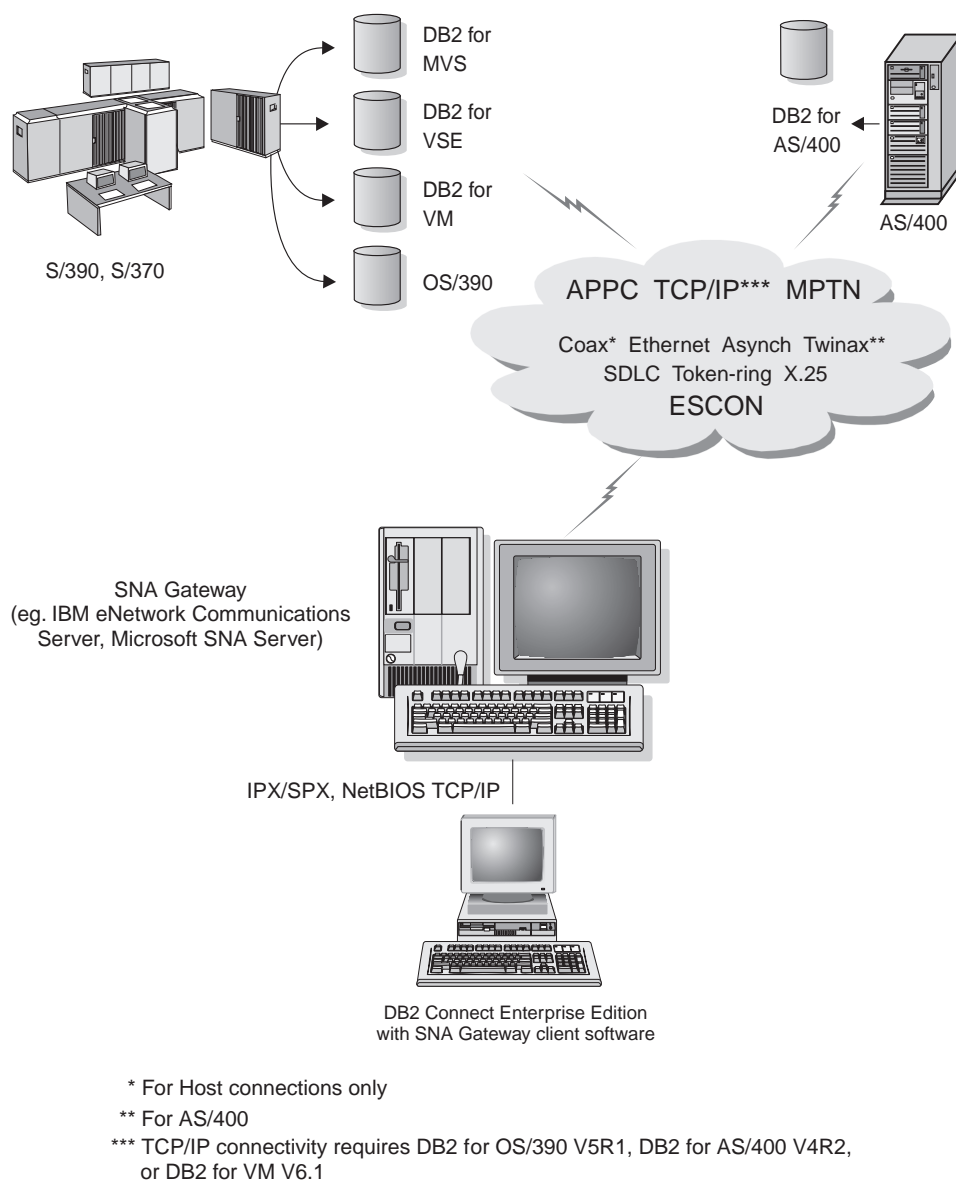 DB2 for
MVS
DB2 for
VSE
DB2 for
VM
OS/390
S/390, S/370
DB2 for
AS/400
AS/400
APPC TCP/IP*** MPTN
Coax* Ethernet Asynch Twinax**
SDLC Token-ring X.25
ESCON
SNA Gateway
(eg. IBM eNetwork Communications
Server, Microsoft SNA Server)
IPX/SPX, NetBIOS TCP/IP
DB2 Connect Enterprise Edition
with SNA Gateway client software
* For Host connections only
** For AS/400
*** TCP/IP connectivity requires DB2 for OS/390 V5R1, DB2 for AS/400 V4R2,
or DB2 for VM V6.1